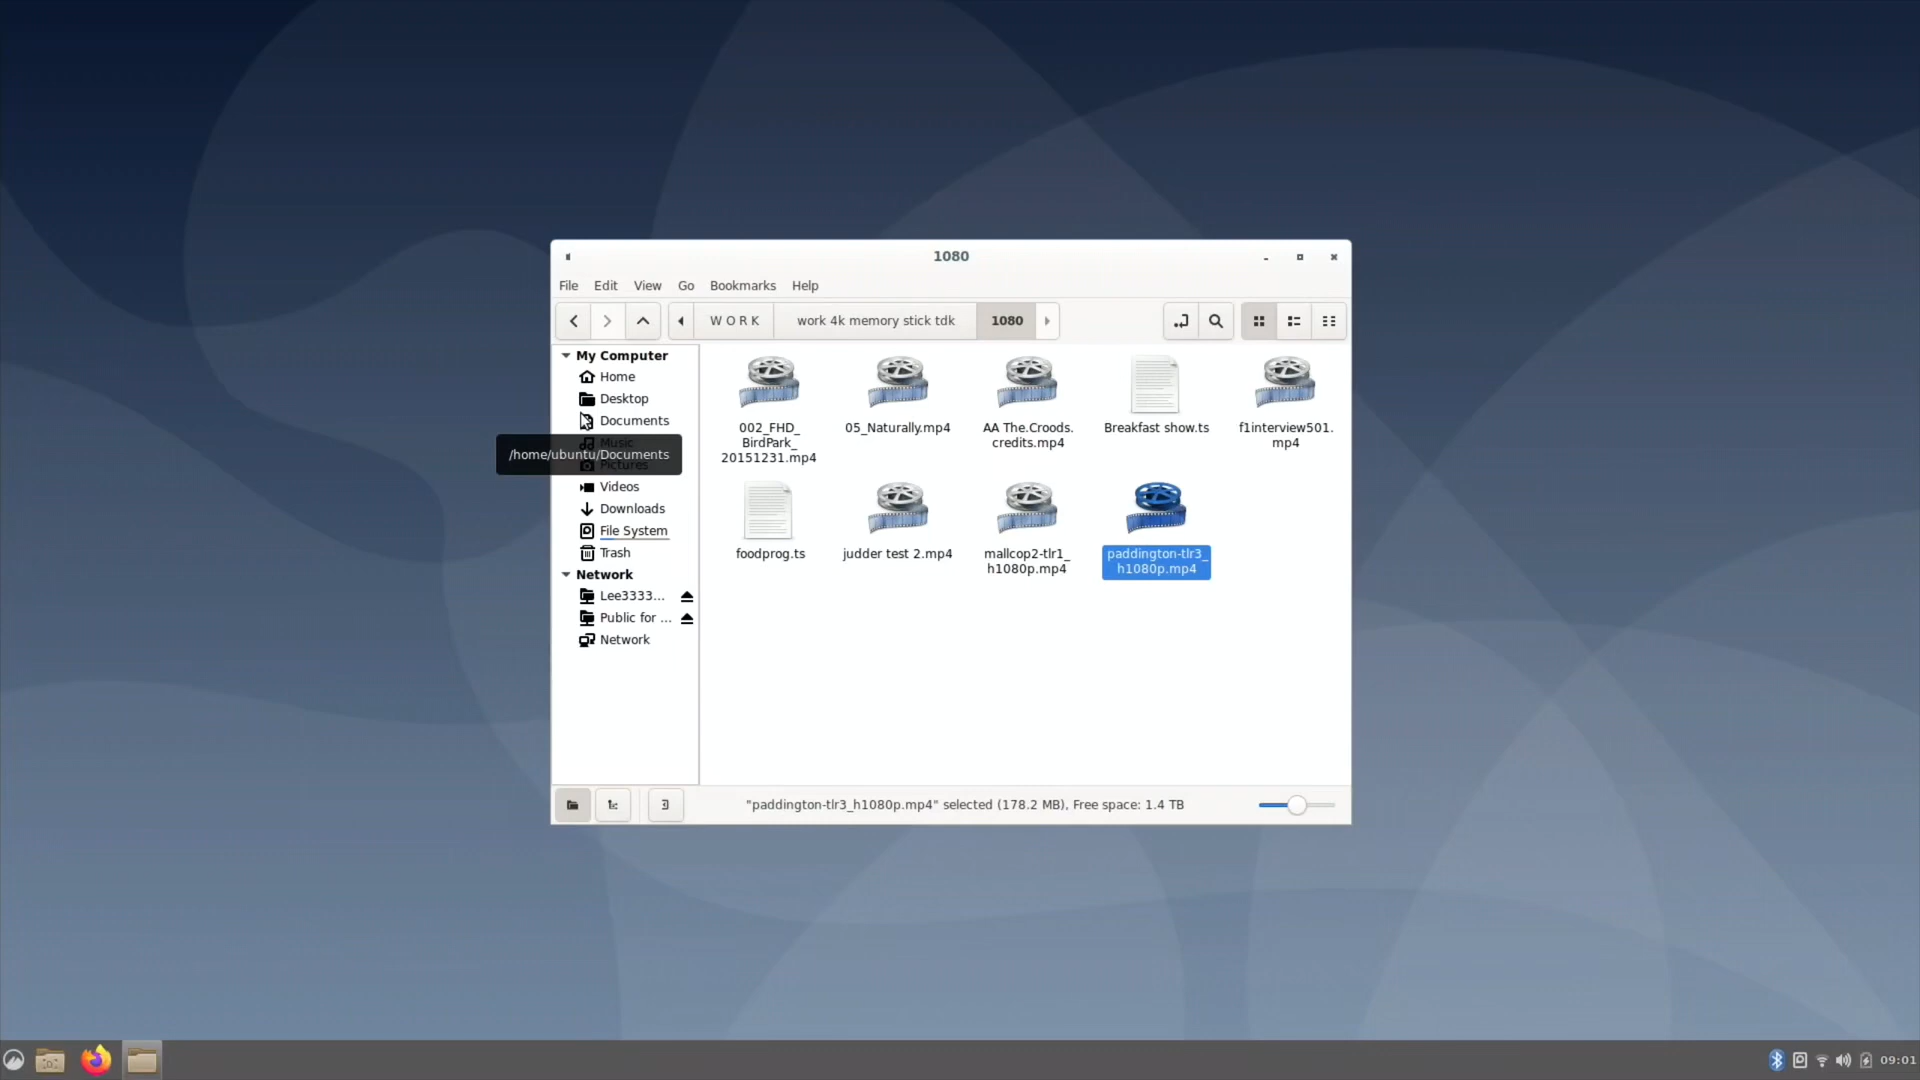 1080
File Edit View Go Bookmarks Help
W O R K work 4k memory stick tdk 1080
My Computer
Home
Desktop
Documents
Music
/home/ubuntu/Documents
Pictures
Videos
Downloads
File System
Trash
Network
Lee3333...
Public for ...
Network
002_FHD_
BirdPark_
20151231.mp4
05_Naturally.mp4
AA The.Croods.
credits.mp4
Breakfast show.ts
f1interview501.
mp4
foodprog.ts
judder test 2.mp4
mallcop2-tlr1_
h1080p.mp4
paddington-tlr3_
h1080p.mp4
"paddington-tlr3_h1080p.mp4" selected (178.2 MB), Free space: 1.4 TB
09:01